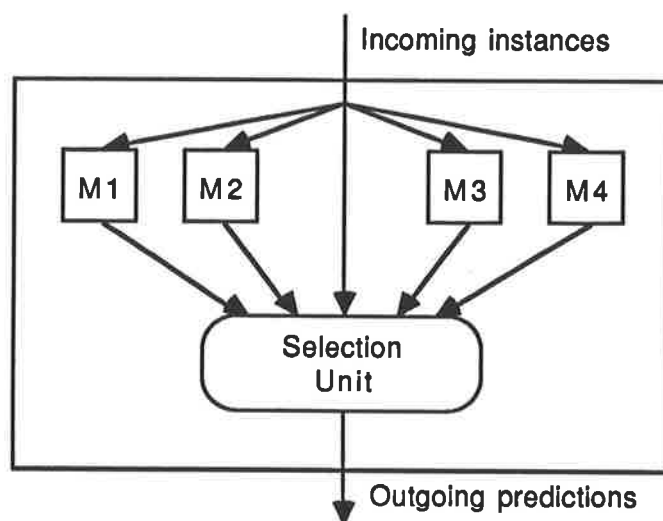 Incoming instances
M1
M2
M3
M4
Selection
Unit
Outgoing predictions